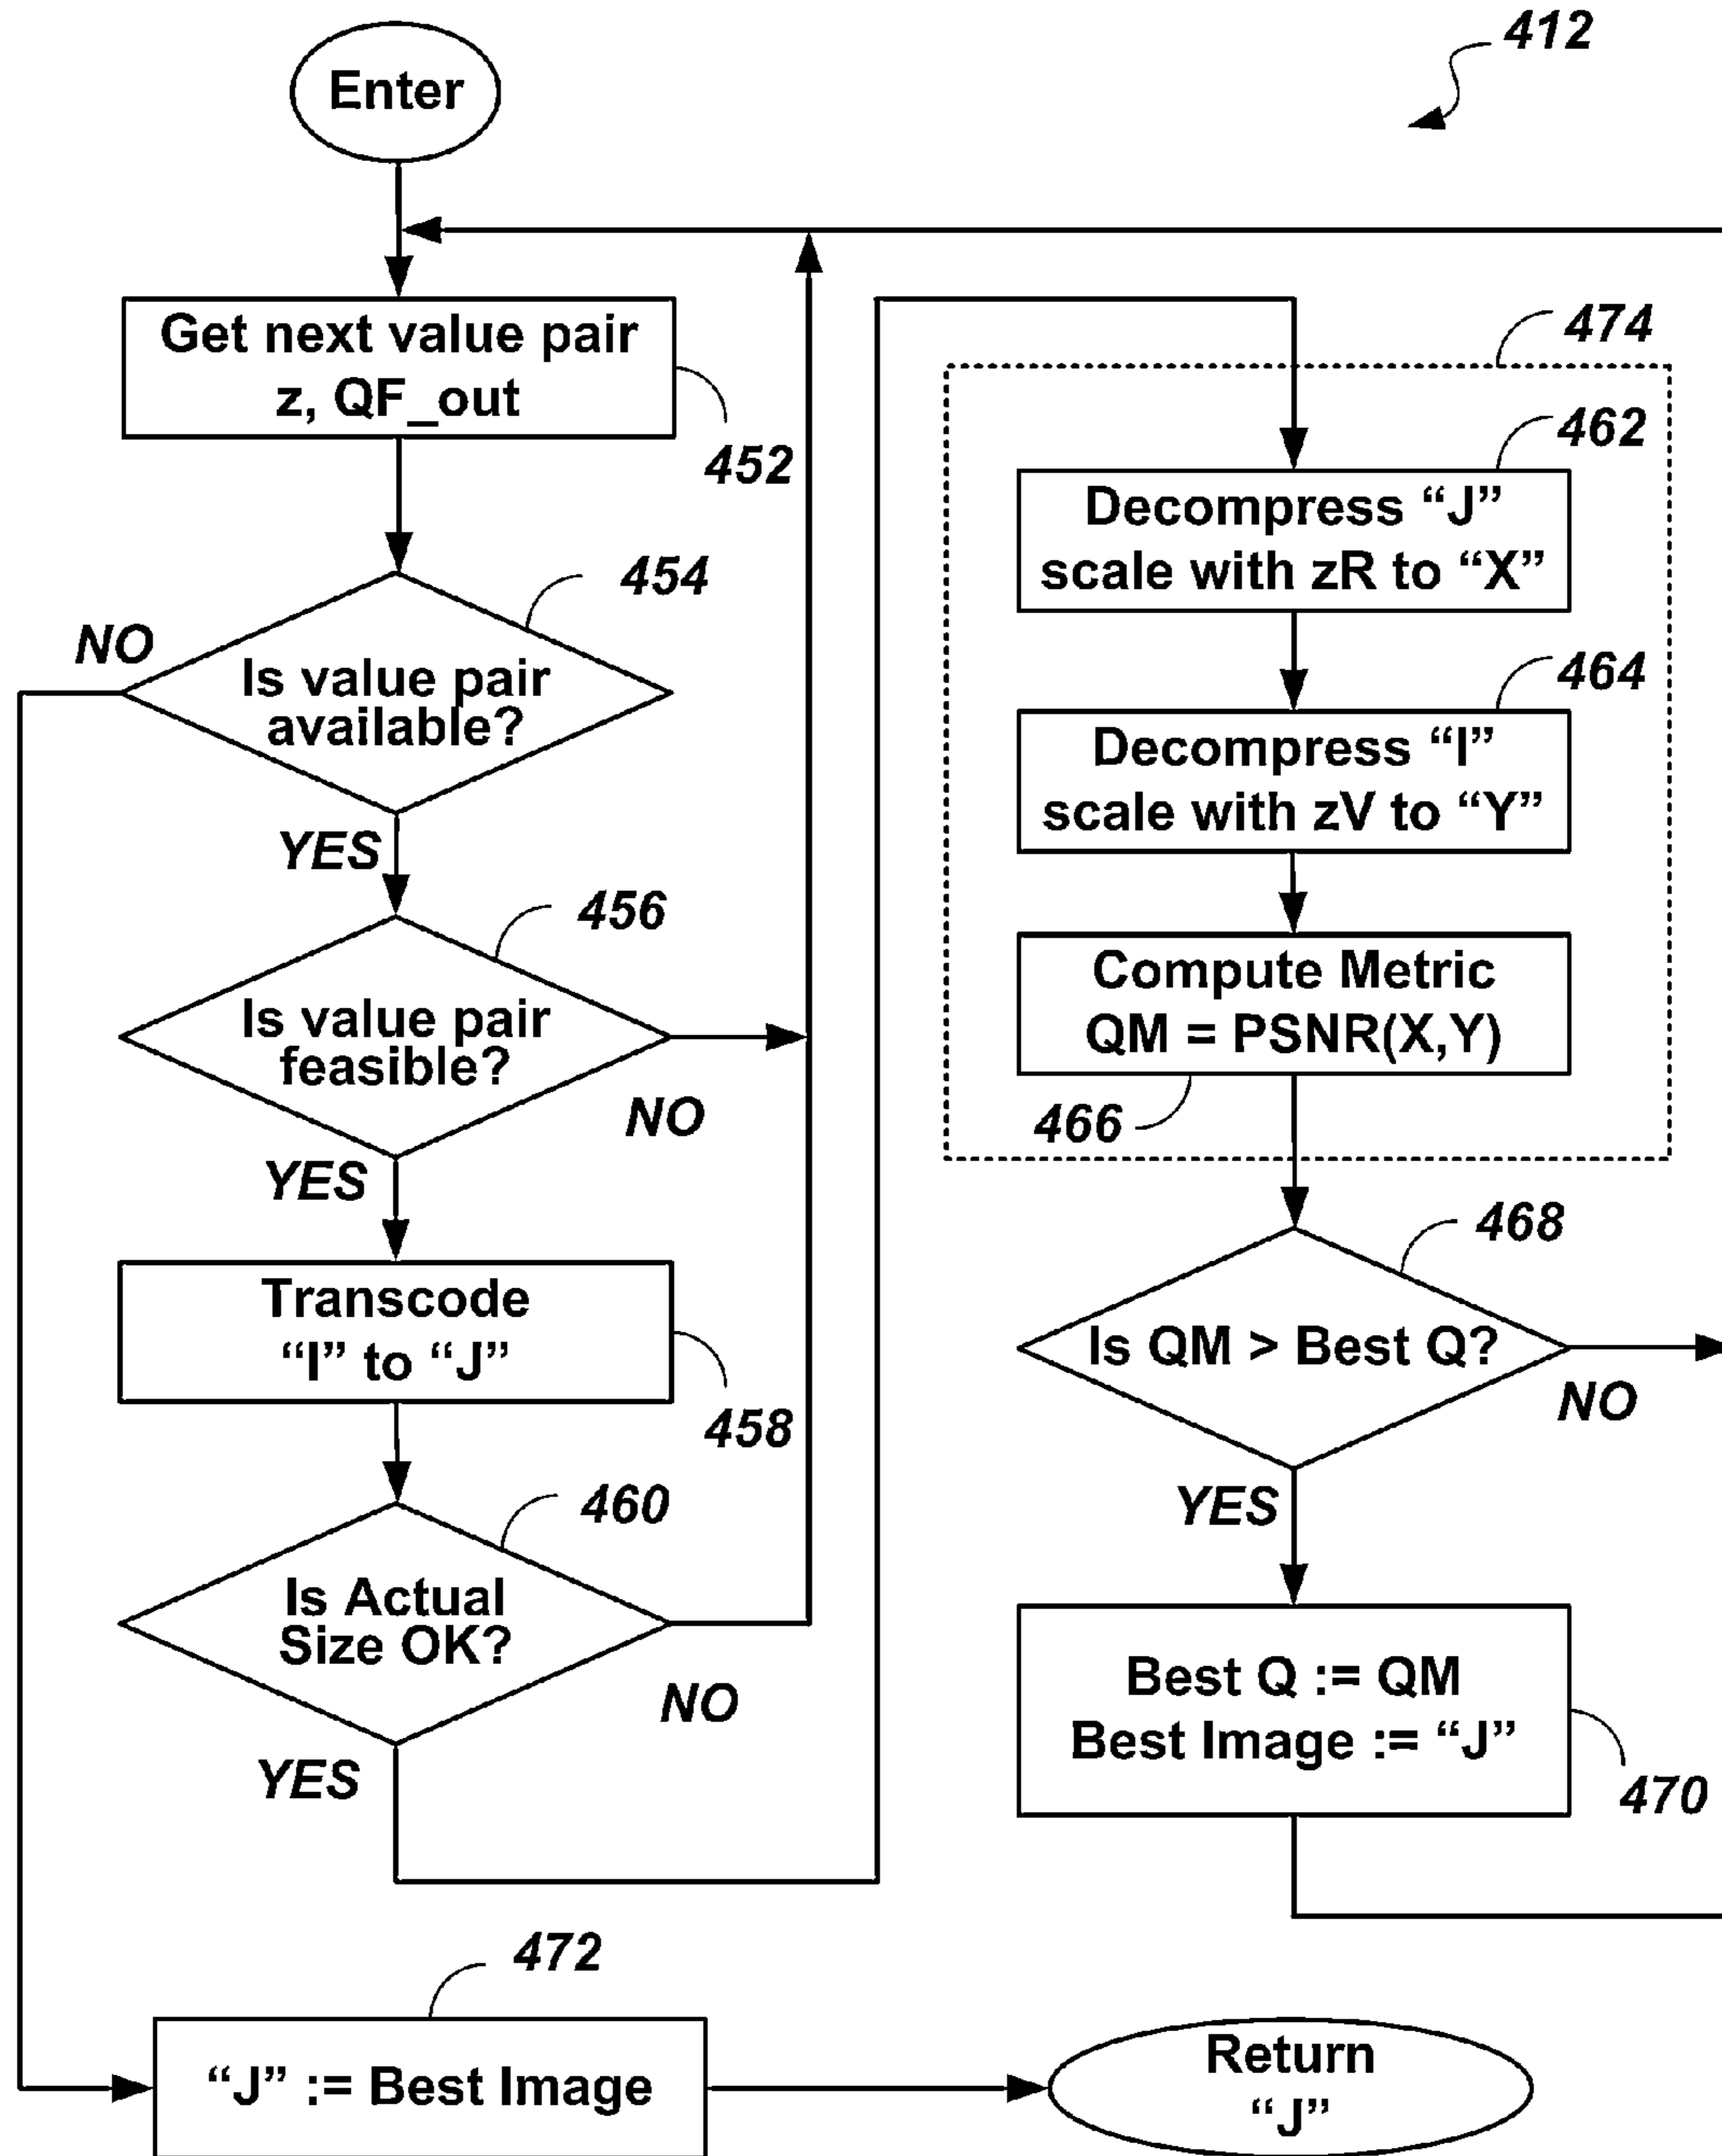 412
Enter
Get next value pair
z, QF_out
452
454
NO
Is value pair
available?
YES
456
Is value pair
feasible?
NO
YES
Transcode
“I” to “J”
458
460
Is Actual
Size OK?
NO
YES
474
462
Decompress “J”
scale with zR to “X”
464
Decompress “I”
scale with zV to “Y”
Compute Metric
QM = PSNR(X,Y)
466
468
Is QM > Best Q?
NO
YES
Best Q := QM
Best Image := “J”
470
472
“J” := Best Image
Return
“J”